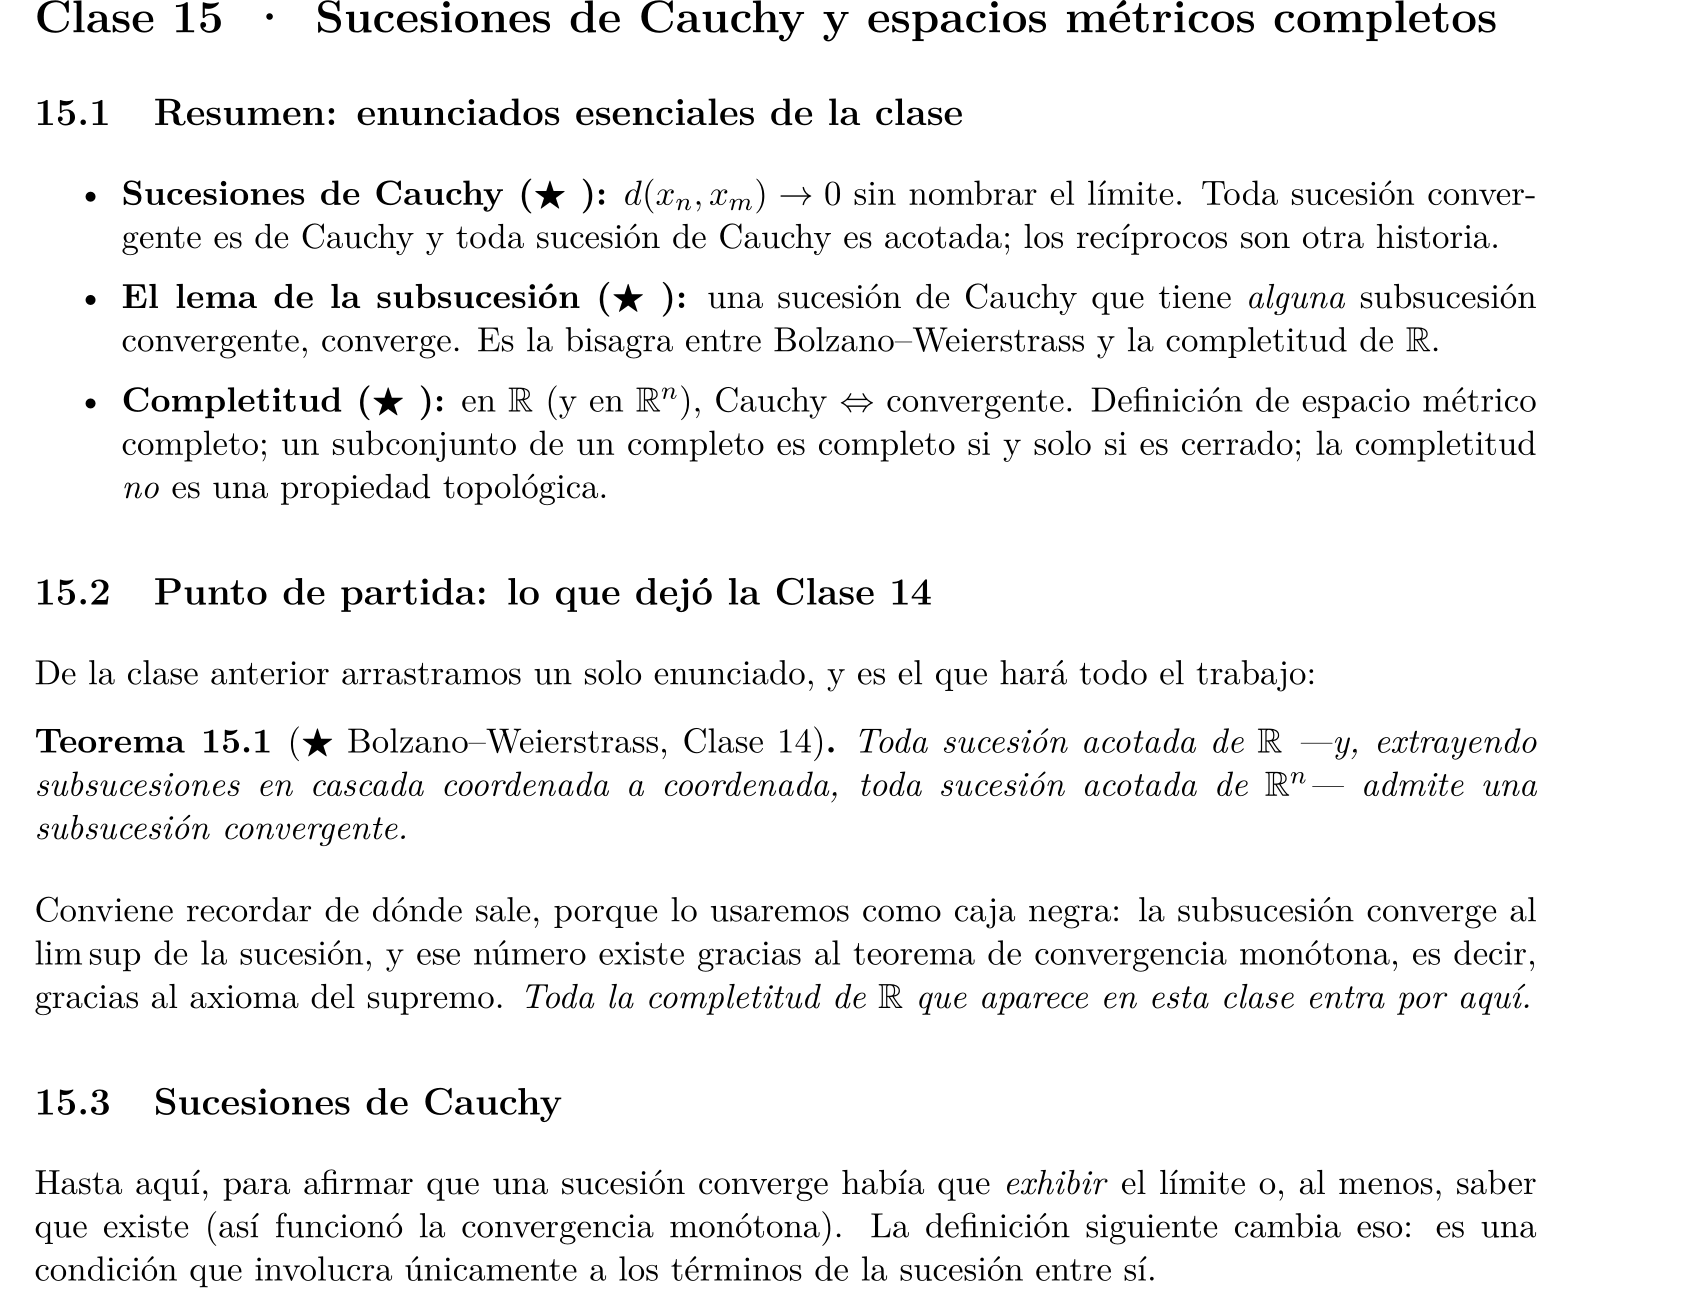 Clase 15 · Sucesiones de Cauchy y espacios métricos completos
15.1 Resumen: enunciados esenciales de la clase
• Sucesiones de Cauchy (★ ): d(xₙ, xₘ) → 0 sin nombrar el límite. Toda sucesión conver-
gente es de Cauchy y toda sucesión de Cauchy es acotada; los recíprocos son otra historia.
• El lema de la subsucesión (★ ): una sucesión de Cauchy que tiene alguna subsucesión
convergente, converge. Es la bisagra entre Bolzano–Weierstrass y la completitud de ℝ.
• Completitud (★ ): en ℝ (y en ℝⁿ), Cauchy ⇔ convergente. Definición de espacio métrico
completo; un subconjunto de un completo es completo si y solo si es cerrado; la completitud
no es una propiedad topológica.
15.2 Punto de partida: lo que dejó la Clase 14
De la clase anterior arrastramos un solo enunciado, y es el que hará todo el trabajo:
Teorema 15.1 (★ Bolzano–Weierstrass, Clase 14). Toda sucesión acotada de ℝ —y, extrayendo
subsucesiones en cascada coordenada a coordenada, toda sucesión acotada de ℝⁿ— admite una
subsucesión convergente.
Conviene recordar de dónde sale, porque lo usaremos como caja negra: la subsucesión converge al
lim sup de la sucesión, y ese número existe gracias al teorema de convergencia monótona, es decir,
gracias al axioma del supremo. Toda la completitud de ℝ que aparece en esta clase entra por aquí.
15.3 Sucesiones de Cauchy
Hasta aquí, para afirmar que una sucesión converge había que exhibir el límite o, al menos, saber
que existe (así funcionó la convergencia monótona). La definición siguiente cambia eso: es una
condición que involucra únicamente a los términos de la sucesión entre sí.